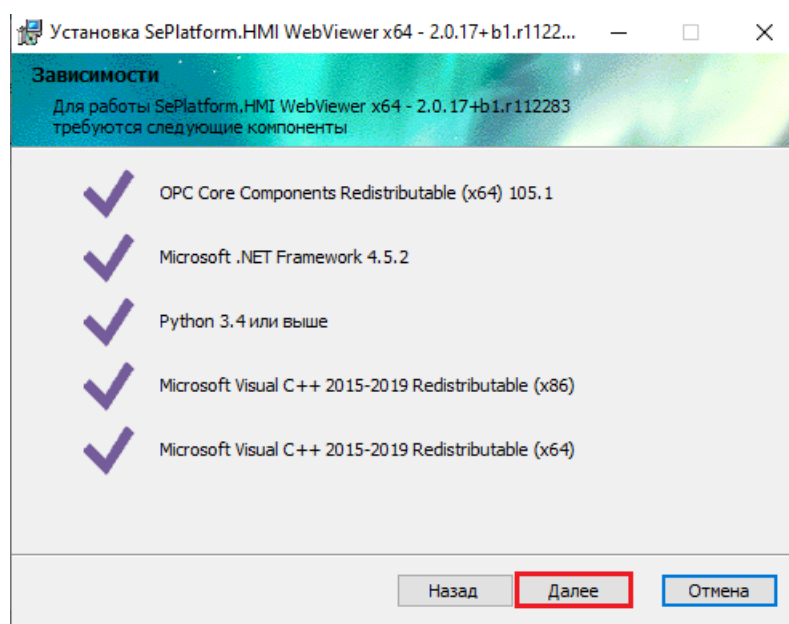 Установка SePlatform.HMI WebViewer x64 - 2.0.17+b1.r1122...
Зависимости
Для работы SePlatform.HMI WebViewer x64 - 2.0.17+b1.r112283
требуются следующие компоненты
OPC Core Components Redistributable (x64) 105.1
Microsoft .NET Framework 4.5.2
Python 3.4 или выше
Microsoft Visual C++ 2015-2019 Redistributable (x86)
Microsoft Visual C++ 2015-2019 Redistributable (x64)
Назад Далее Отмена